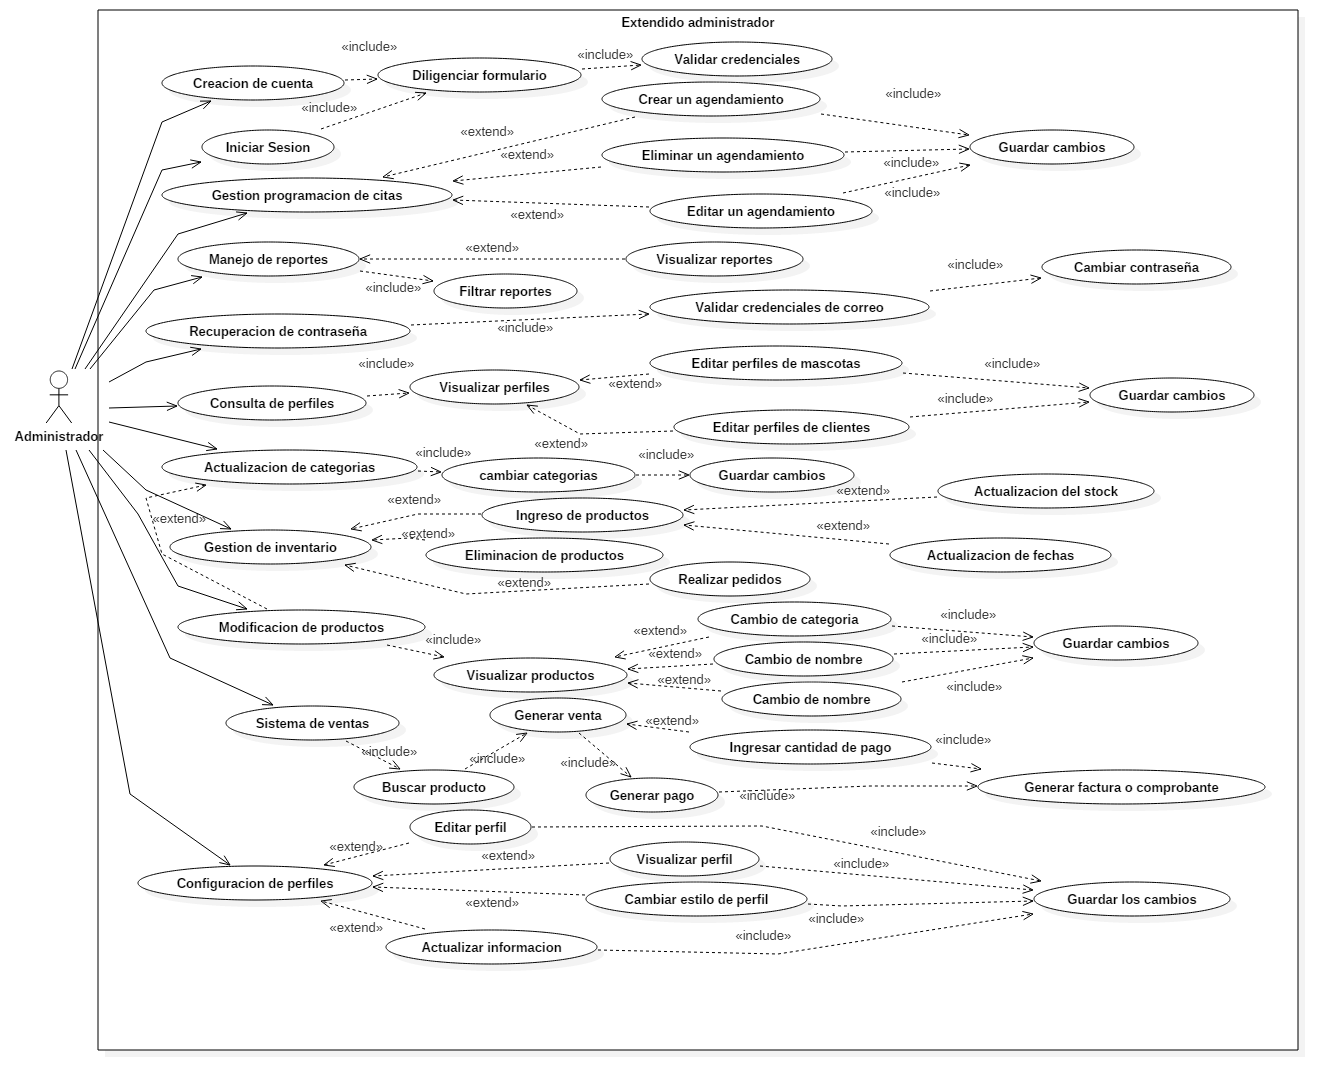 Extendido administrador
«include»
«include»
Validar credenciales
Creacion de cuenta
Diligenciar formulario
Crear un agendamiento
«include»
«include»
«extend»
Iniciar Sesion
«extend»
Eliminar un agendamiento
Guardar cambios
«include»
Gestion programacion de citas
«include»
«extend»
Editar un agendamiento
«extend»
Manejo de reportes
Visualizar reportes
«include»
Cambiar contraseña
«include»
Filtrar reportes
Validar credenciales de correo
Recuperacion de contraseña
«include»
«include»
Editar perfiles de mascotas
«include»
Visualizar perfiles
«extend»
Guardar cambios
Administrador
Consulta de perfiles
«include»
Editar perfiles de clientes
«extend»
«include»
«include»
Actualizacion de categorias
cambiar categorias
Guardar cambios
«extend»
Actualizacion del stock
«extend»
«extend»
Ingreso de productos
«extend»
«extend»
Gestion de inventario
Eliminacion de productos
Actualizacion de fechas
«extend»
Realizar pedidos
Modificacion de productos
«include»
«extend»
Cambio de categoria
«include»
«include»
Guardar cambios
«extend»
Cambio de nombre
Visualizar productos
«extend»
«include»
Cambio de nombre
Sistema de ventas
Generar venta
«extend»
Ingresar cantidad de pago
«include»
«include»
«include»
«include»
Buscar producto
Generar pago
«include»
Generar factura o comprobante
Editar perfil
«include»
«extend»
«extend»
Visualizar perfil
«include»
Configuracion de perfiles
«extend»
Cambiar estilo de perfil
Guardar los cambios
«include»
«extend»
«include»
Actualizar informacion